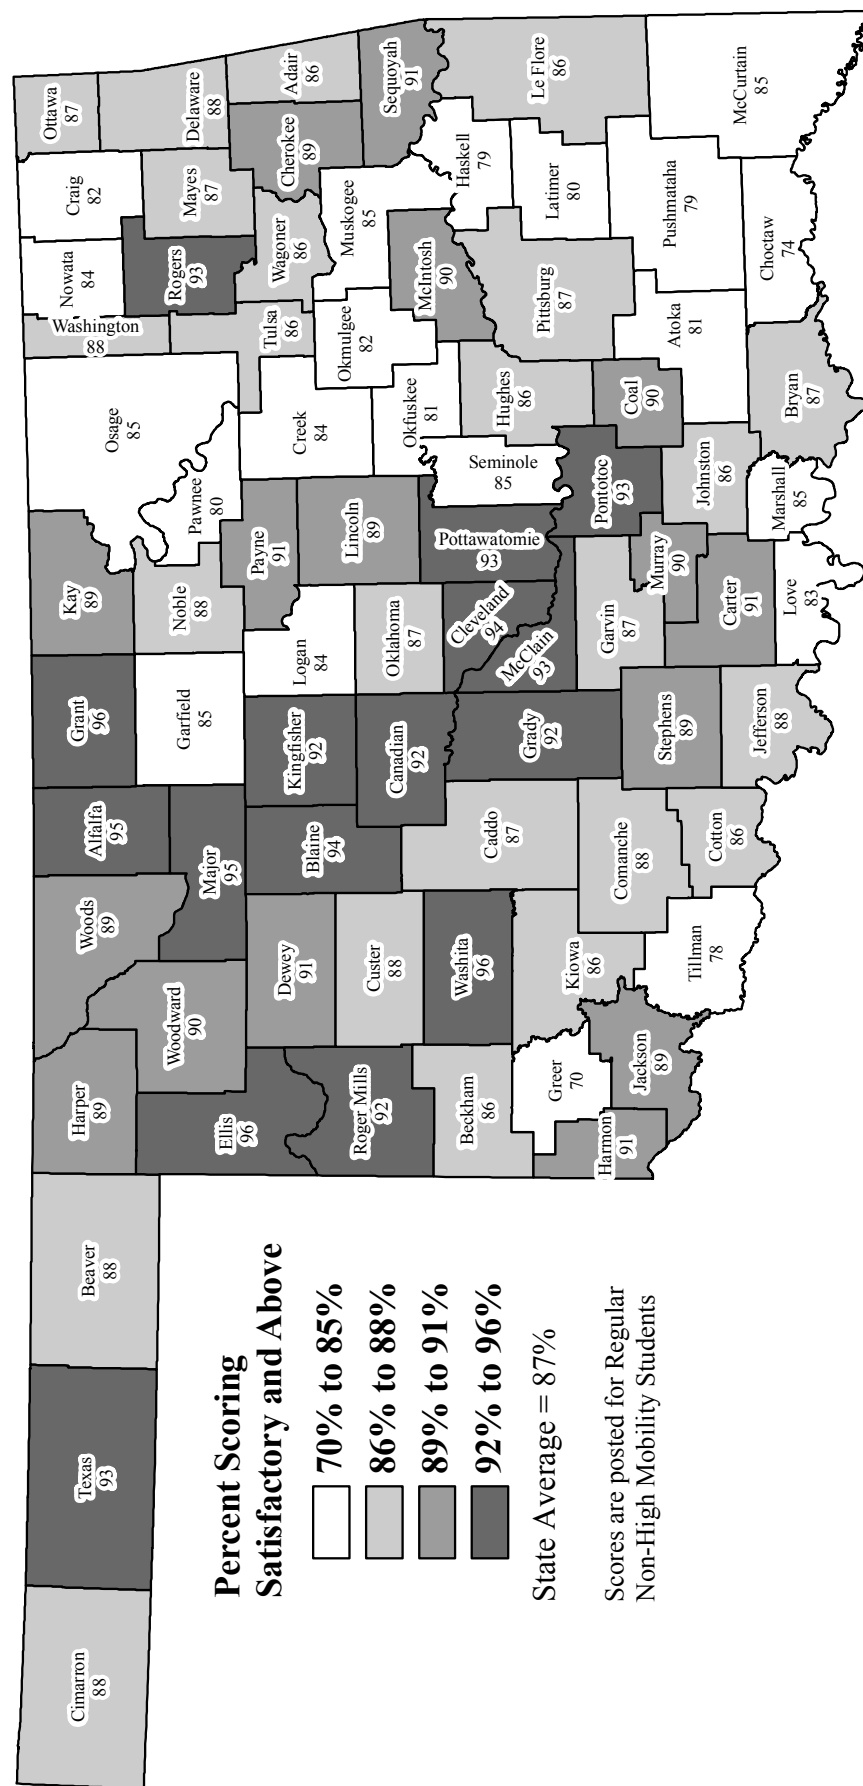 Cimarron
88
Texas
93
Beaver
88
Harper
89
Woods
89
Alfalfa
95
Grant
96
Kay
89
Osage
85
Washington
88
Nowata
84
Craig
82
Ottawa
87
Ellis
96
Woodward
90
Major
95
Garfield
85
Noble
88
Pawnee
80
Rogers
93
Mayes
87
Delaware
88
Roger Mills
92
Dewey
91
Blaine
94
Kingfisher
92
Logan
84
Payne
91
Creek
84
Tulsa
86
Wagoner
86
Cherokee
89
Adair
86
Custer
88
Canadian
92
Oklahoma
87
Lincoln
89
Okfuskee
81
Okmulgee
82
Muskogee
85
Sequoyah
91
Beckham
86
Washita
96
Caddo
87
Grady
92
Cleveland
94
McClain
93
Pottawatomie
93
Seminole
85
Hughes
86
McIntosh
90
Haskell
79
Le Flore
86
Harmon
91
Greer
70
Kiowa
86
Comanche
88
Stephens
89
Garvin
87
Pontotoc
93
Coal
90
Pittsburg
87
Latimer
80
Jackson
89
Tillman
78
Cotton
86
Jefferson
88
Carter
91
Murray
90
Johnston
86
Atoka
81
Pushmataha
79
McCurtain
85
Love
83
Marshall
85
Bryan
87
Choctaw
74
Percent Scoring
Satisfactory and Above
70% to 85%
86% to 88%
89% to 91%
92% to 96%
State Average = 87%
Scores are posted for Regular
Non-High Mobility Students